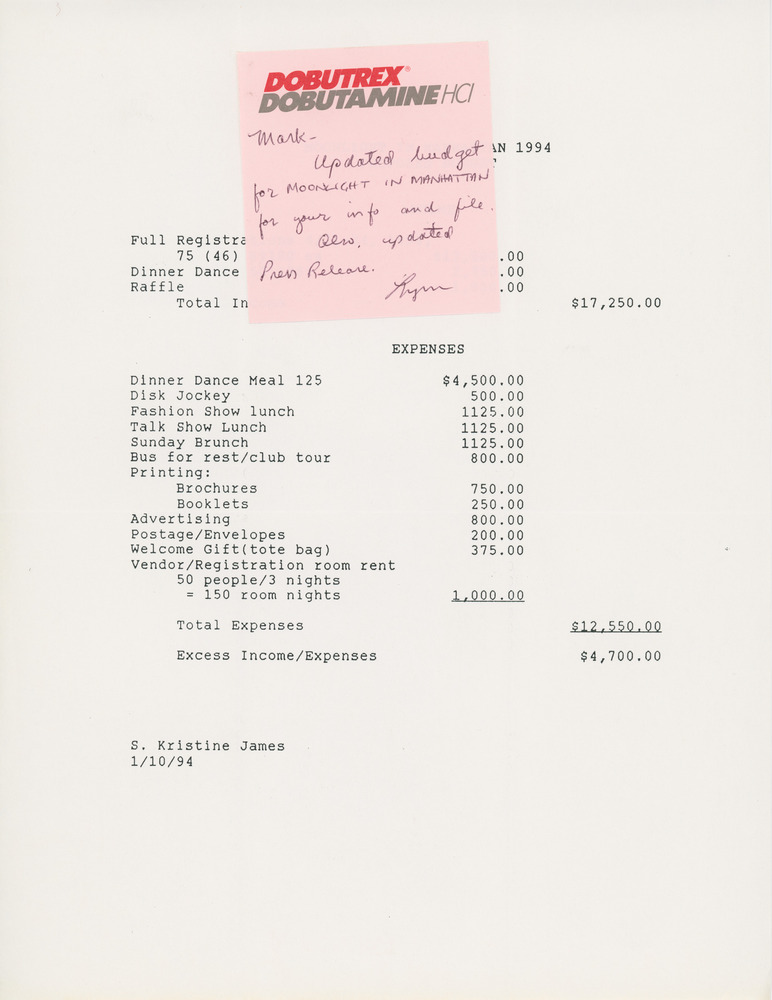 DOBUTREX®
DOBUTAMINE HCl
Mark-
Updated budget
for MOONLIGHT IN MANHATTAN
for your info and file.
Also, updated
Press Release.
AN 1994
Full Registra
75 (46) .00
Dinner Dance .00
Raffle .00
Total In $17,250.00
EXPENSES
Dinner Dance Meal 125 $4,500.00
Disk Jockey 500.00
Fashion Show lunch 1125.00
Talk Show Lunch 1125.00
Sunday Brunch 1125.00
Bus for rest/club tour 800.00
Printing:
Brochures 750.00
Booklets 250.00
Advertising 800.00
Postage/Envelopes 200.00
Welcome Gift(tote bag) 375.00
Vendor/Registration room rent
50 people/3 nights
= 150 room nights 1,000.00
Total Expenses $12,550.00
Excess Income/Expenses $4,700.00
S. Kristine James
1/10/94